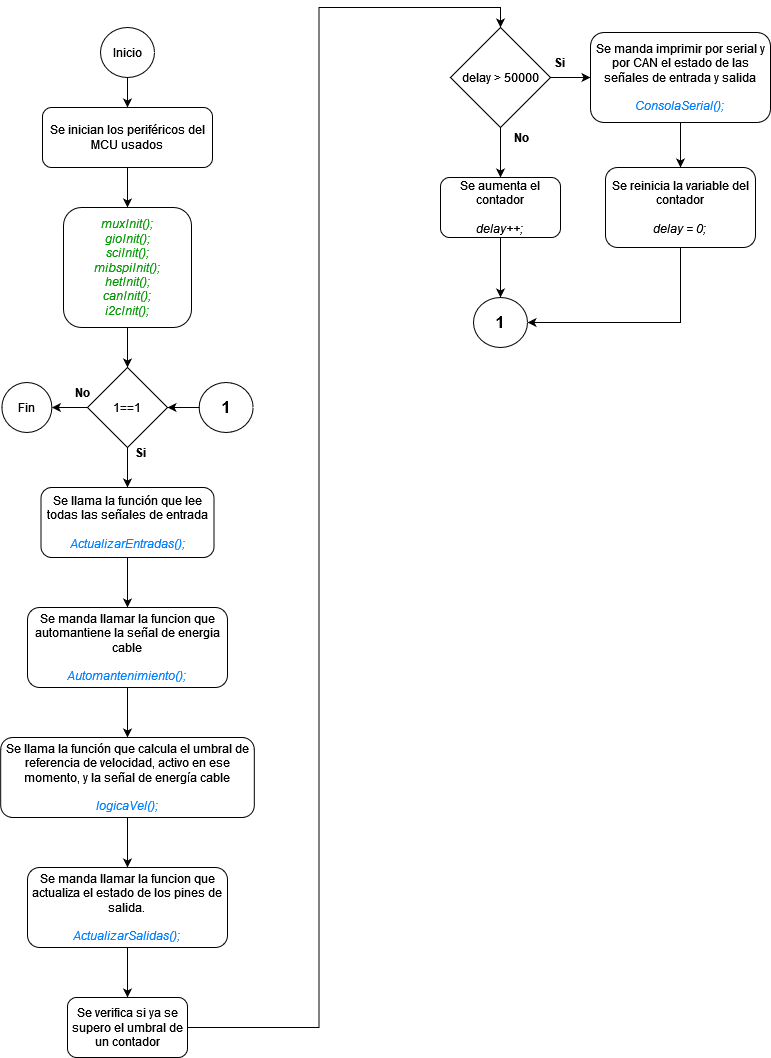 Inicio
Se inician los periféricos del
MCU usados
muxInit();
gioInit();
sciInit();
mibspiInit();
hetInit();
canInit();
i2cInit();
Fin
No
1==1
1
Si
Se llama la función que lee
todas las señales de entrada
ActualizarEntradas();
Se manda llamar la funcion que
automantiene la señal de energia
cable
Automantenimiento();
Se llama la función que calcula el umbral de
referencia de velocidad, activo en ese
momento, y la señal de energía cable
logicaVel();
Se manda llamar la funcion que
actualiza el estado de los pines de
salida.
ActualizarSalidas();
Se verifica si ya se
supero el umbral de
un contador
delay > 50000
Si
No
Se manda imprimir por serial y
por CAN el estado de las
señales de entrada y salida
ConsolaSerial();
Se aumenta el
contador
delay++;
Se reinicia la variable del
contador
delay = 0;
1